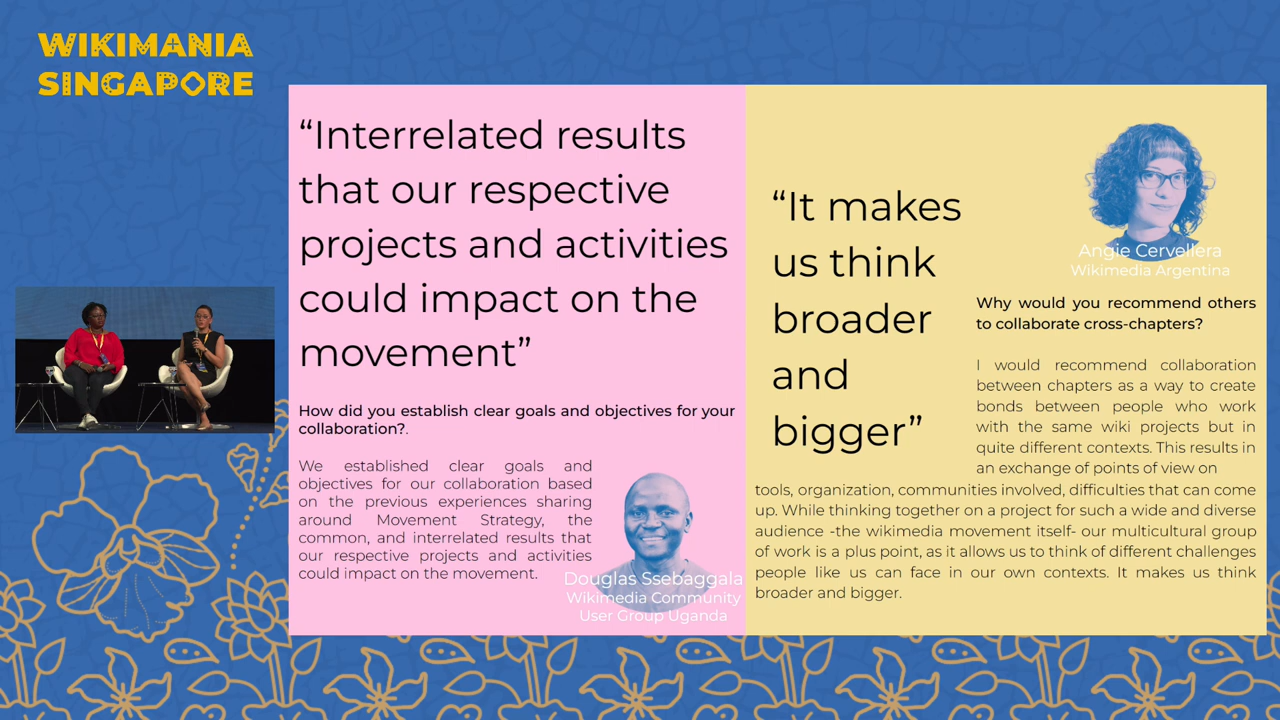 WIKIMANIA
SINGAPORE
“Interrelated results
that our respective
projects and activities
could impact on the
movement”
How did you establish clear goals and objectives for your
collaboration?.
We established clear goals and
objectives for our collaboration based
on the previous experiences sharing
around Movement Strategy, the
common, and interrelated results that
our respective projects and activities
could impact on the movement.
Douglas Ssebaggala
Wikimedia Community
User Group Uganda
“It makes
us think
broader
and
bigger”
Angie Cervellera
Wikimedia Argentina
Why would you recommend others
to collaborate cross-chapters?
I would recommend collaboration
between chapters as a way to create
bonds between people who work
with the same wiki projects but in
quite different contexts. This results in
an exchange of points of view on
tools, organization, communities involved, difficulties that can come
up. While thinking together on a project for such a wide and diverse
audience -the wikimedia movement itself- our multicultural group
of work is a plus point, as it allows us to think of different challenges
people like us can face in our own contexts. It makes us think
broader and bigger.